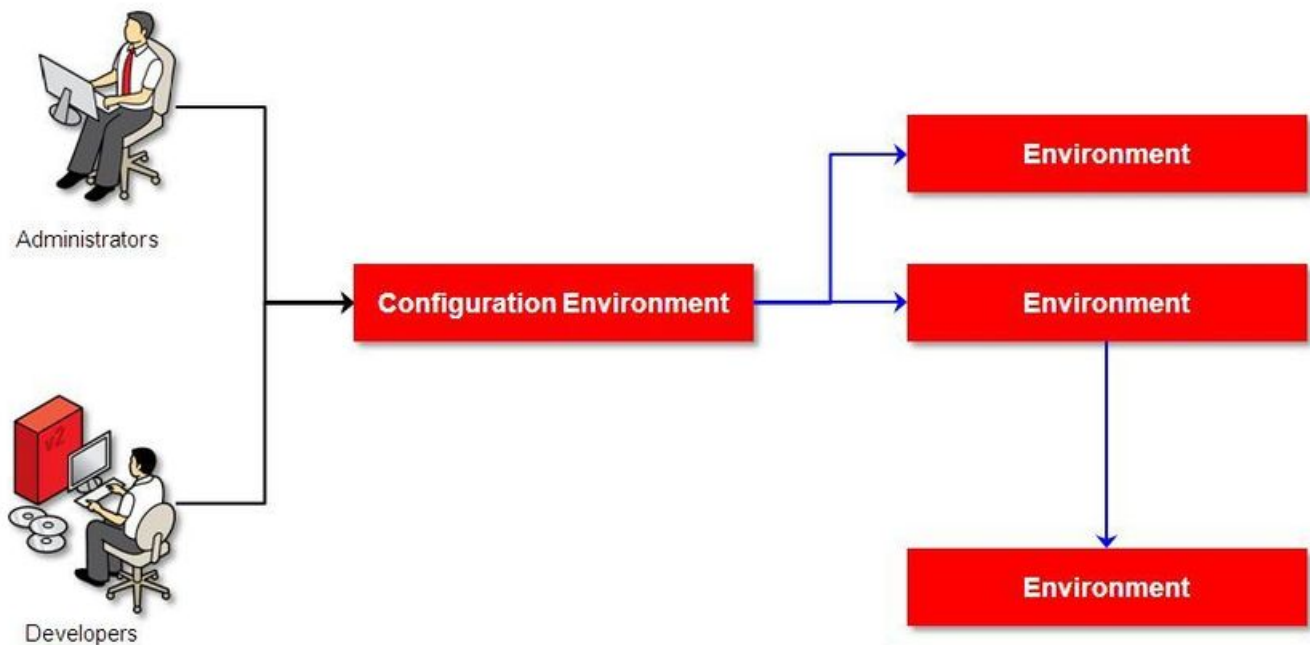 Administrators
Environment
Configuration Environment
Environment
v2
Developers
Environment